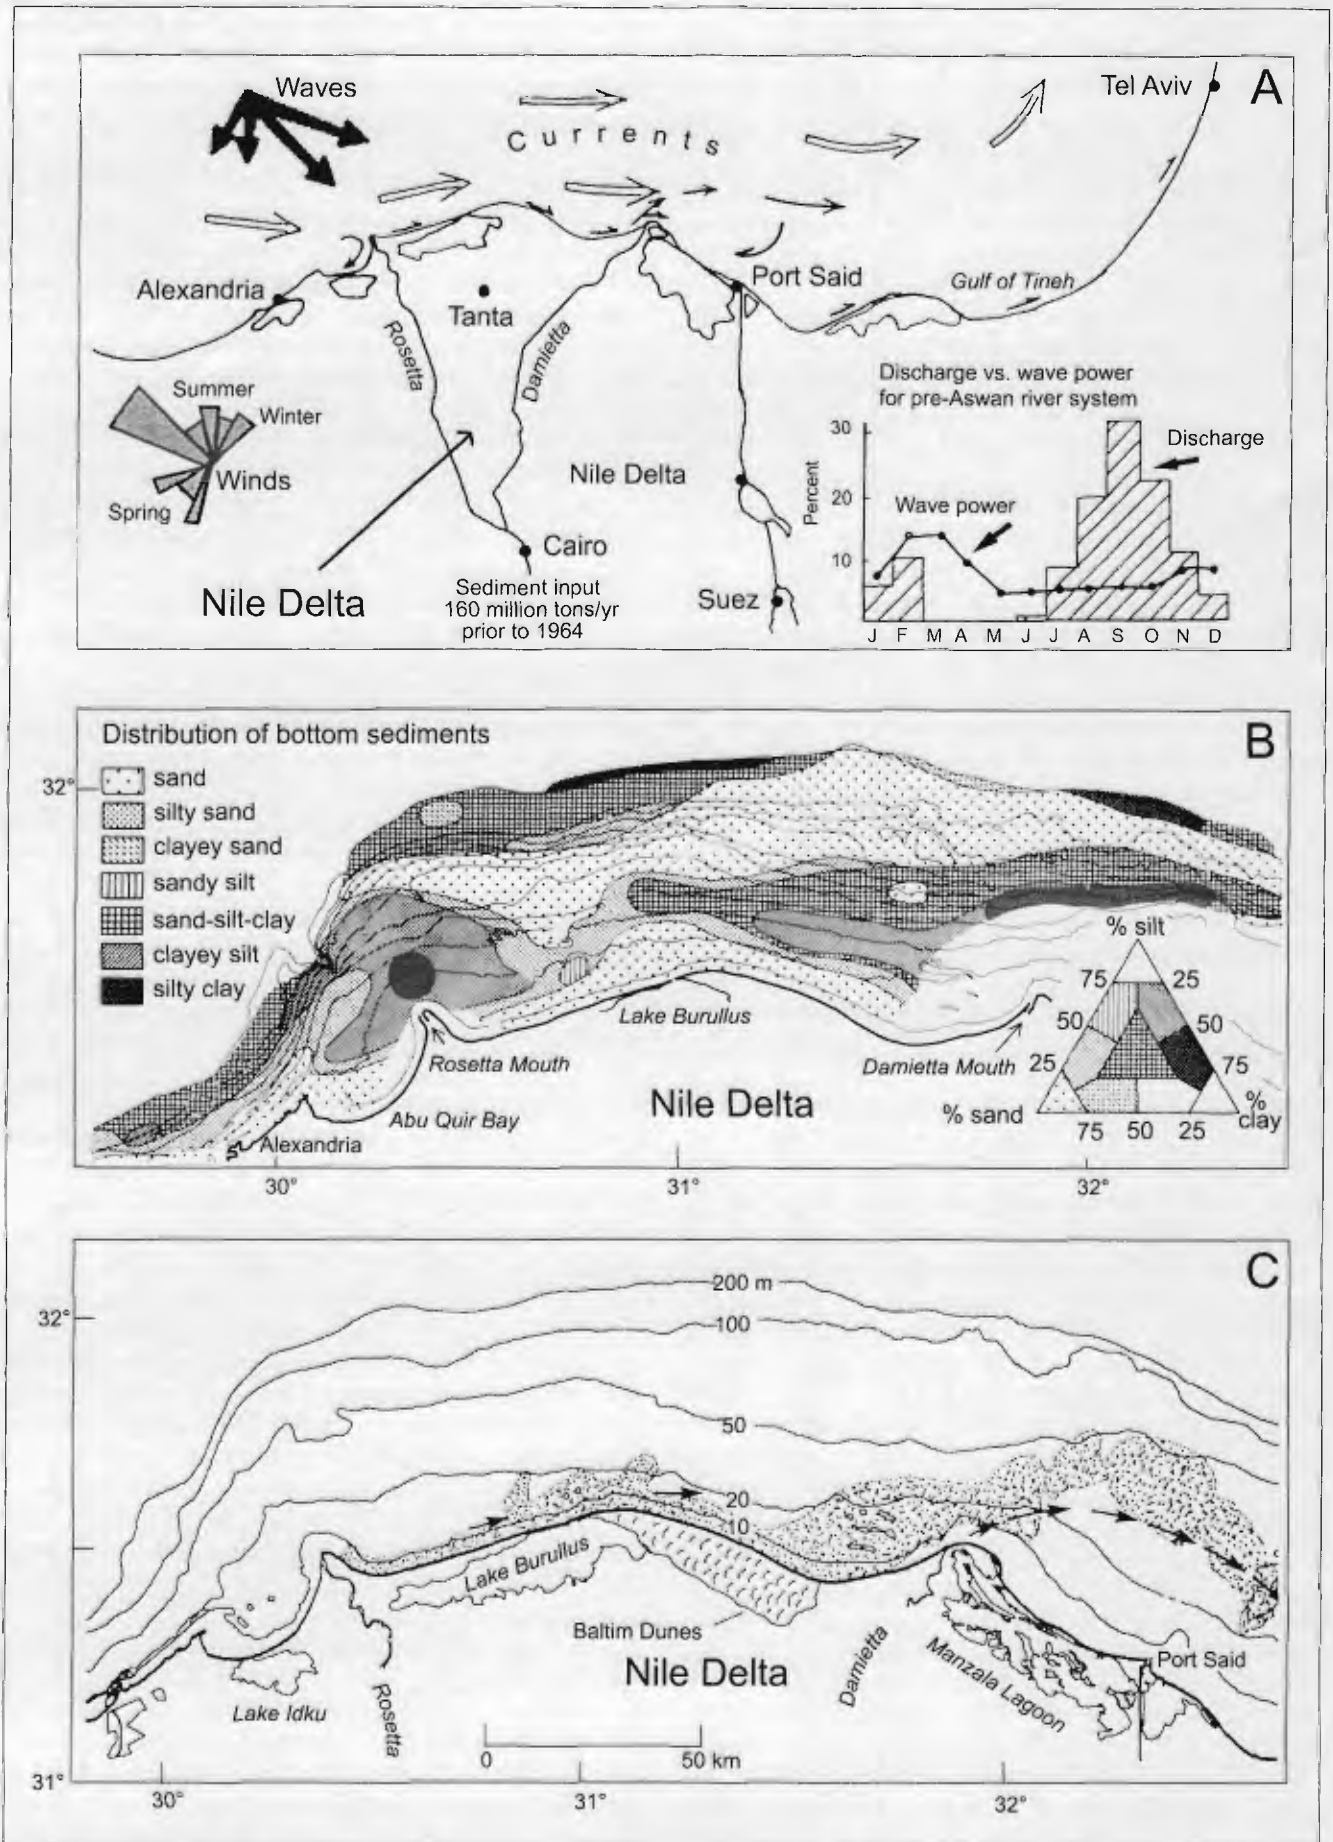 A
Waves
Currents
Tel Aviv
Alexandria
Tanta
Port Said
Gulf of Tineh
Rosetta
Damietta
Summer
Winter
Winds
Spring
Nile Delta
Nile Delta
Cairo
Sediment input
160 million tons/yr
prior to 1964
Suez
Discharge vs. wave power
for pre-Aswan river system
Discharge
Wave power
Percent
30
20
10
J F M A M J J A S O N D
B
Distribution of bottom sediments
sand
silty sand
clayey sand
sandy silt
sand-silt-clay
clayey silt
silty clay
32°
Lake Burullus
Rosetta Mouth
Damietta Mouth
Abu Quir Bay
Nile Delta
Alexandria
% silt
75 25
50 50
25 75
% sand
% clay
75 50 25
30° 31° 32°
C
200 m
100
50
20
10
32°
Lake Burullus
Baltim Dunes
Nile Delta
Lake Idku
Rosetta
Damietta
Manzala Lagoon
Port Said
0 50 km
31°
30° 31° 32°